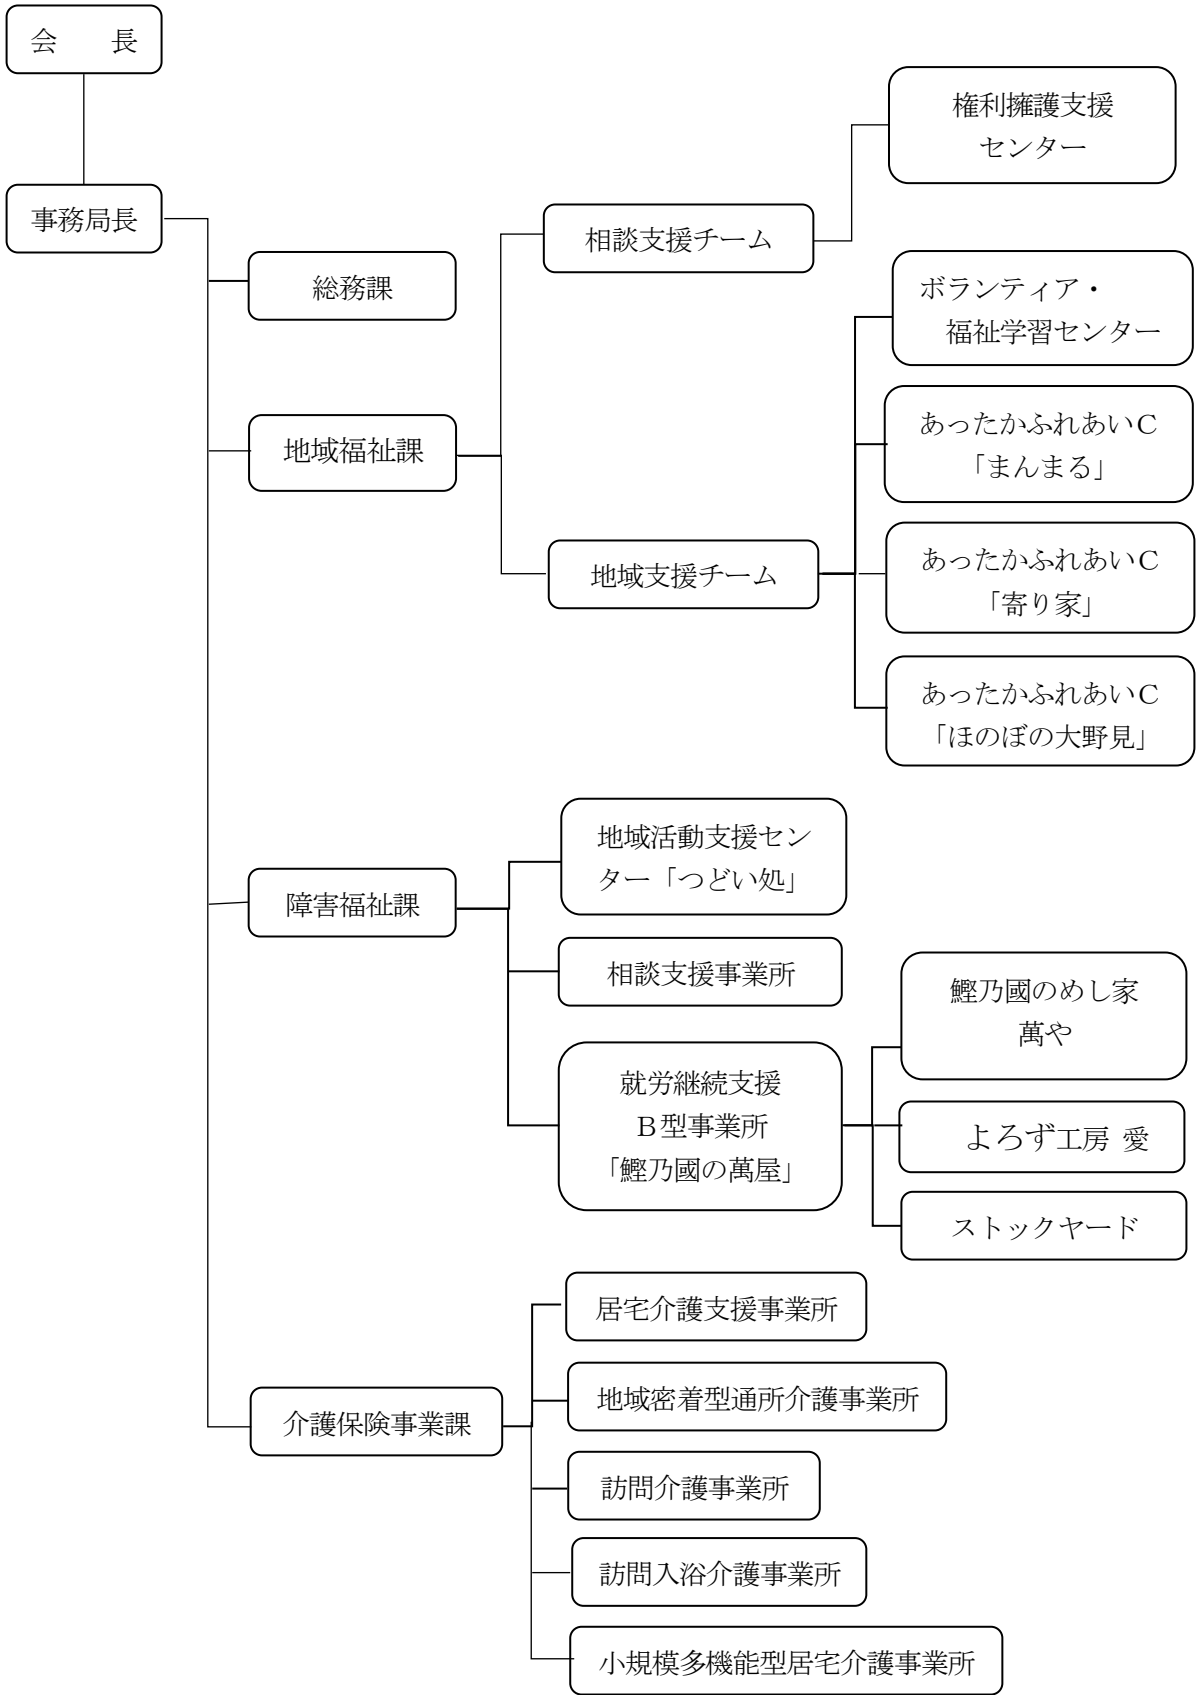 会　　長
事務局長
総務課
地域福祉課
相談支援チーム
権利擁護支援
センター
地域支援チーム
ボランティア・
福祉学習センター
あったかふれあいＣ
「まんまる」
あったかふれあいＣ
「寄り家」
あったかふれあいＣ
「ほのぼの大野見」
障害福祉課
地域活動支援セン
ター「つどい処」
相談支援事業所
就労継続支援
Ｂ型事業所
「鰹乃國の萬屋」
鰹乃國のめし家
萬や
よろず工房 愛
ストックヤード
介護保険事業課
居宅介護支援事業所
地域密着型通所介護事業所
訪問介護事業所
訪問入浴介護事業所
小規模多機能型居宅介護事業所